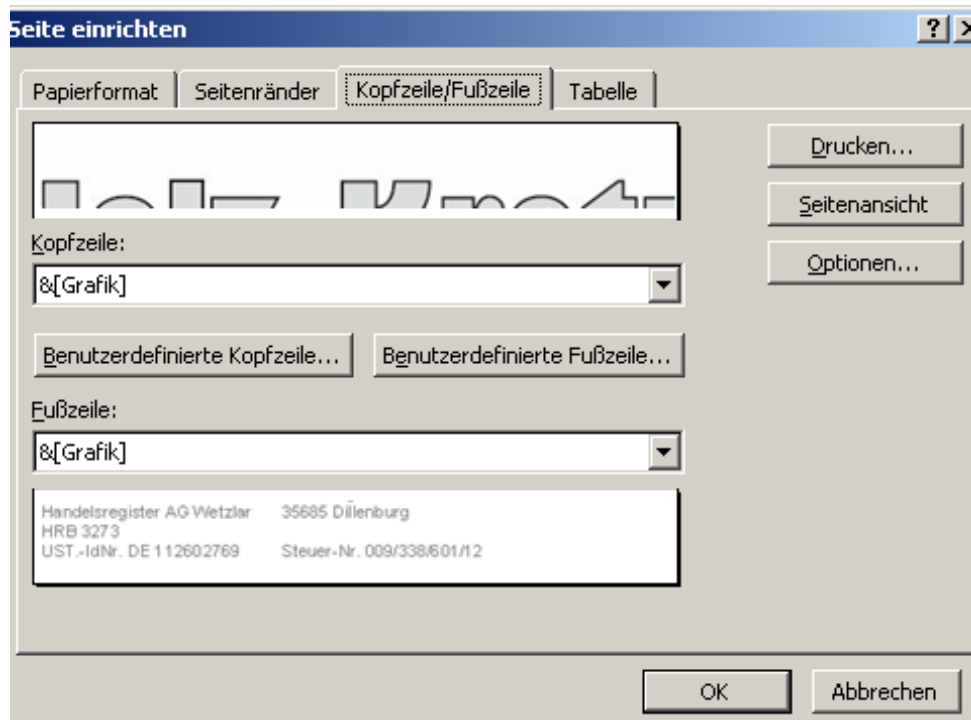 Seite einrichten
Papierformat Seitenränder Kopfzeile/Fußzeile Tabelle
Drucken...
Seitenansicht
Optionen...
Kopfzeile:
&[Grafik]
Benutzerdefinierte Kopfzeile... Benutzerdefinierte Fußzeile...
Fußzeile:
&[Grafik]
Handelsregister AG Wetzlar 35685 Dillenburg
HRB 3273
UST.-IdNr. DE 112602769 Steuer-Nr. 009/338/601/12
OK Abbrechen